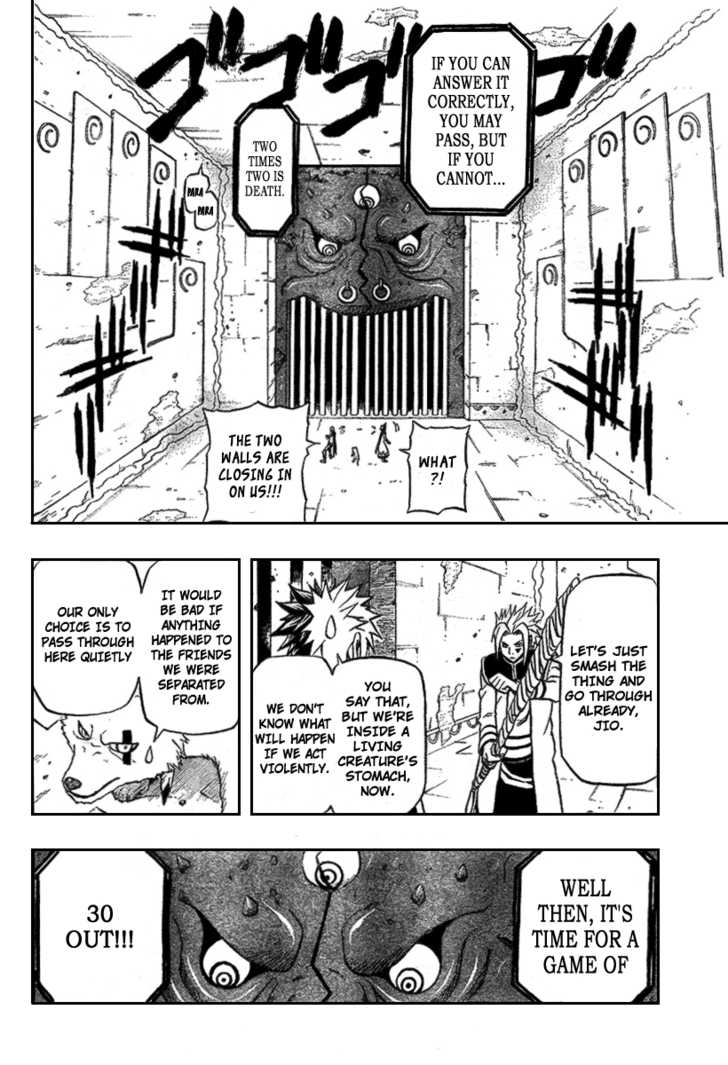 ゴゴゴゴ
IF YOU CAN
ANSWER IT
CORRECTLY,
YOU MAY
PASS, BUT
IF YOU
CANNOT...
TWO
TIMES
TWO IS
DEATH.
PARA
PARA
WHAT
?!
THE TWO
WALLS ARE
CLOSING IN
ON US!!!
LET'S JUST
SMASH THE
THING AND
GO THROUGH
ALREADY,
JIO.
YOU
SAY THAT,
BUT WE'RE
INSIDE A
LIVING
CREATURE'S
STOMACH,
NOW.
WE DON'T
KNOW WHAT
WILL HAPPEN
IF WE ACT
VIOLENTLY.
IT WOULD
BE BAD IF
ANYTHING
HAPPENED TO
THE FRIENDS
WE WERE
SEPARATED
FROM.
OUR ONLY
CHOICE IS TO
PASS THROUGH
HERE QUIETLY
WELL
THEN, IT'S
TIME FOR A
GAME OF
30
OUT!!!